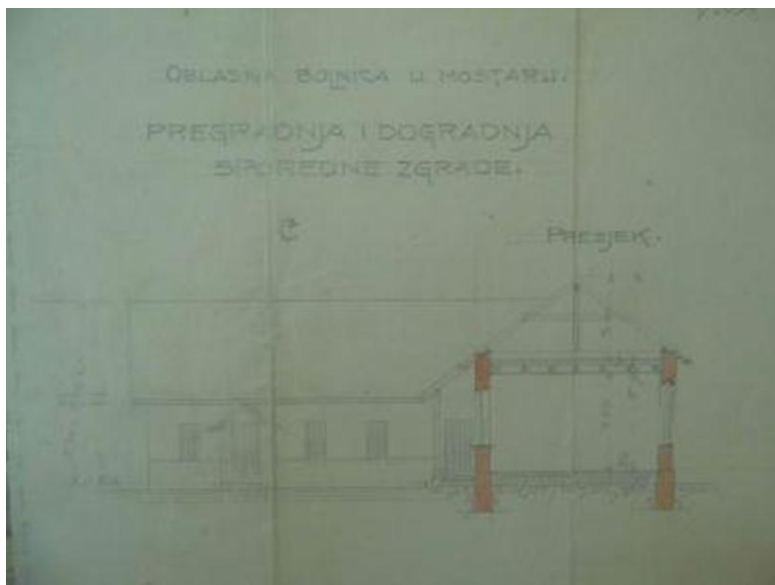 OBLASNA BOLNICA U MOSTARU.
PREGRADNJA I DOGRADNJA
SPOREDNE ZGRADE.
PRESJEK.